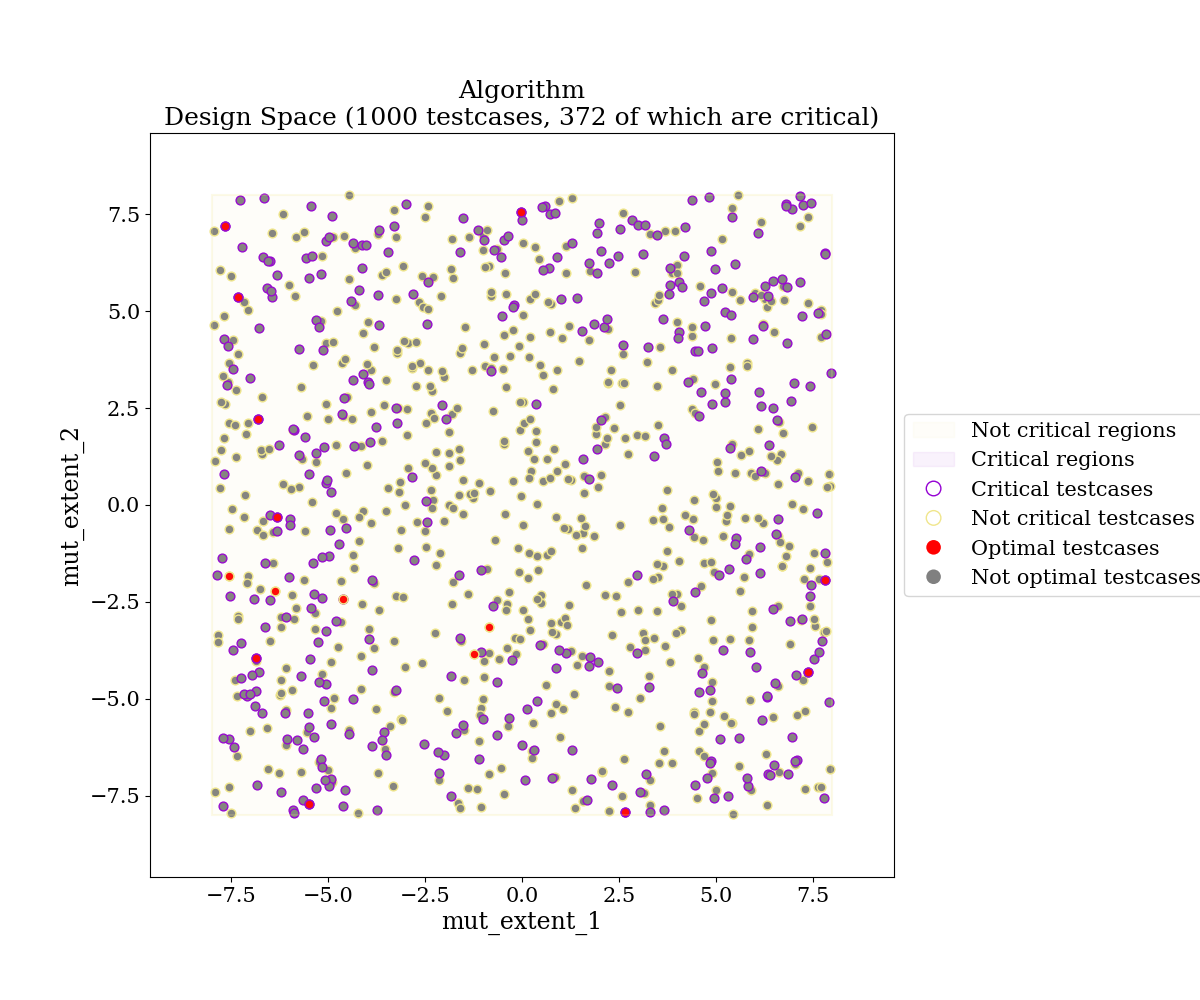 Algorithm
Design Space (1000 testcases, 372 of which are critical)
7.5
5.0
2.5
0.0
−2.5
−5.0
−7.5
mut_extent_2
−7.5
−5.0
−2.5
0.0
2.5
5.0
7.5
mut_extent_1
Not critical regions
Critical regions
Critical testcases
Not critical testcases
Optimal testcases
Not optimal testcases